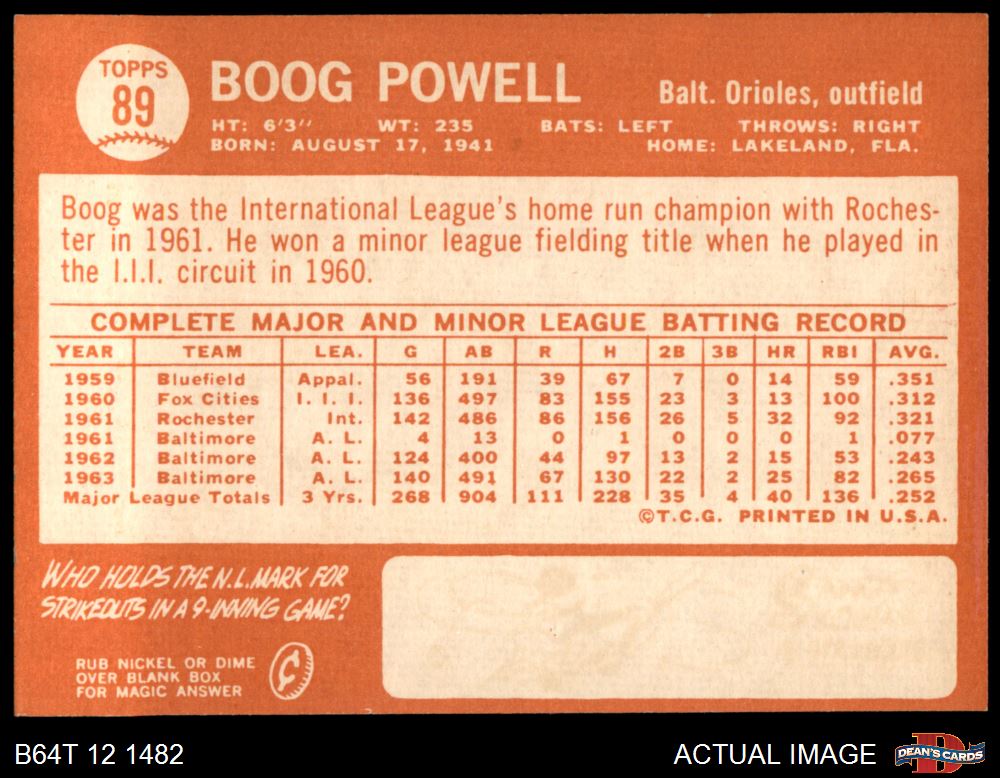 TOPPS
89
BOOG POWELL
Balt. Orioles, outfield
HT: 6'3" WT: 235 BATS: LEFT THROWS: RIGHT
BORN: AUGUST 17, 1941 HOME: LAKELAND, FLA.
Boog was the International League's home run champion with Roches-
ter in 1961. He won a minor league fielding title when he played in
the I.I.I. circuit in 1960.
COMPLETE MAJOR AND MINOR LEAGUE BATTING RECORD
YEAR TEAM LEA. G AB R H 2B 3B HR RBI AVG.
1959 Bluefield Appal. 56 191 39 67 7 0 14 59 .351
1960 Fox Cities I. I. I. 136 497 83 155 23 3 13 100 .312
1961 Rochester Int. 142 486 86 156 26 5 32 92 .321
1961 Baltimore A. L. 4 13 0 1 0 0 0 1 .077
1962 Baltimore A. L. 124 400 44 97 13 2 15 53 .243
1963 Baltimore A. L. 140 491 67 130 22 2 25 82 .265
Major League Totals 3 Yrs. 268 904 111 228 35 4 40 136 .252
©T.C.G. PRINTED IN U.S.A.
WHO HOLDS THE N.L. MARK FOR
STRIKEOUTS IN A 9-INNING GAME?
RUB NICKEL OR DIME
OVER BLANK BOX
FOR MAGIC ANSWER
¢
B64T 12 1482
ACTUAL IMAGE
DEAN'S CARDS